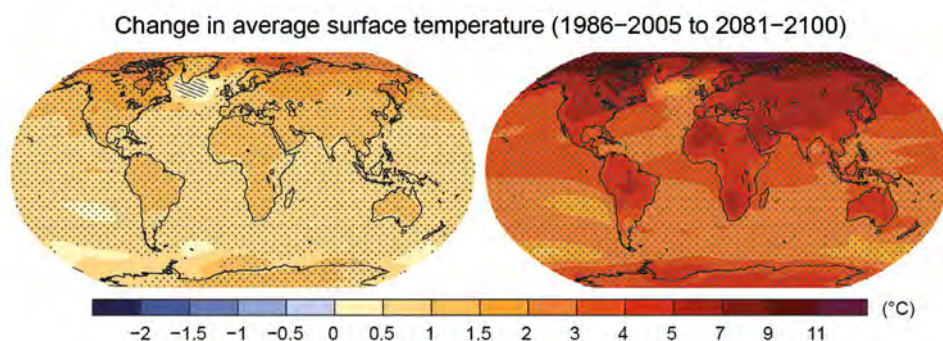 Change in average surface temperature (1986−2005 to 2081−2100)
(°C)
−2 −1.5 −1 −0.5 0 0.5 1 1.5 2 3 4 5 7 9 11